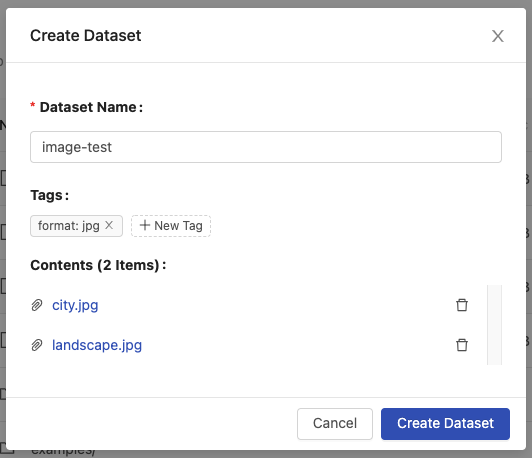 Create Dataset
* Dataset Name:
image-test
Tags:
format: jpg
+ New Tag
Contents (2 Items):
city.jpg
landscape.jpg
Cancel
Create Dataset
examples/